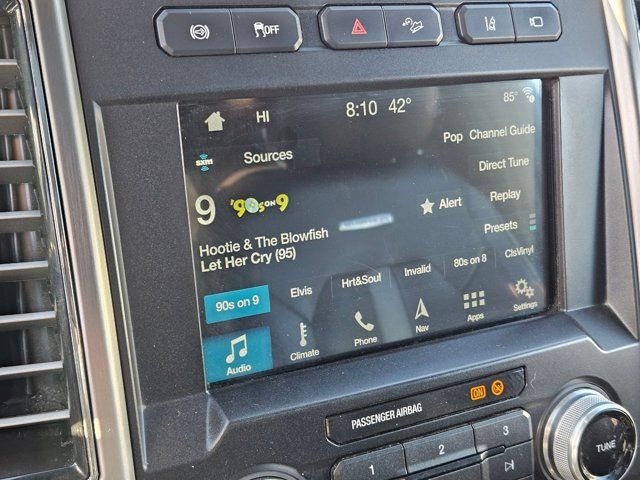 OFF
HI
8:10 42°
85°
sxm
Sources
Pop Channel Guide
Direct Tune
9 '90s ON 9
Alert
Replay
Presets
Hootie & The Blowfish
Let Her Cry (95)
90s on 9 Elvis Hrt&Soul Invalid 80s on 8 ClsVinyl
Audio Climate Phone Nav Apps Settings
PASSENGER AIRBAG
ON
1 2 3
TUNE